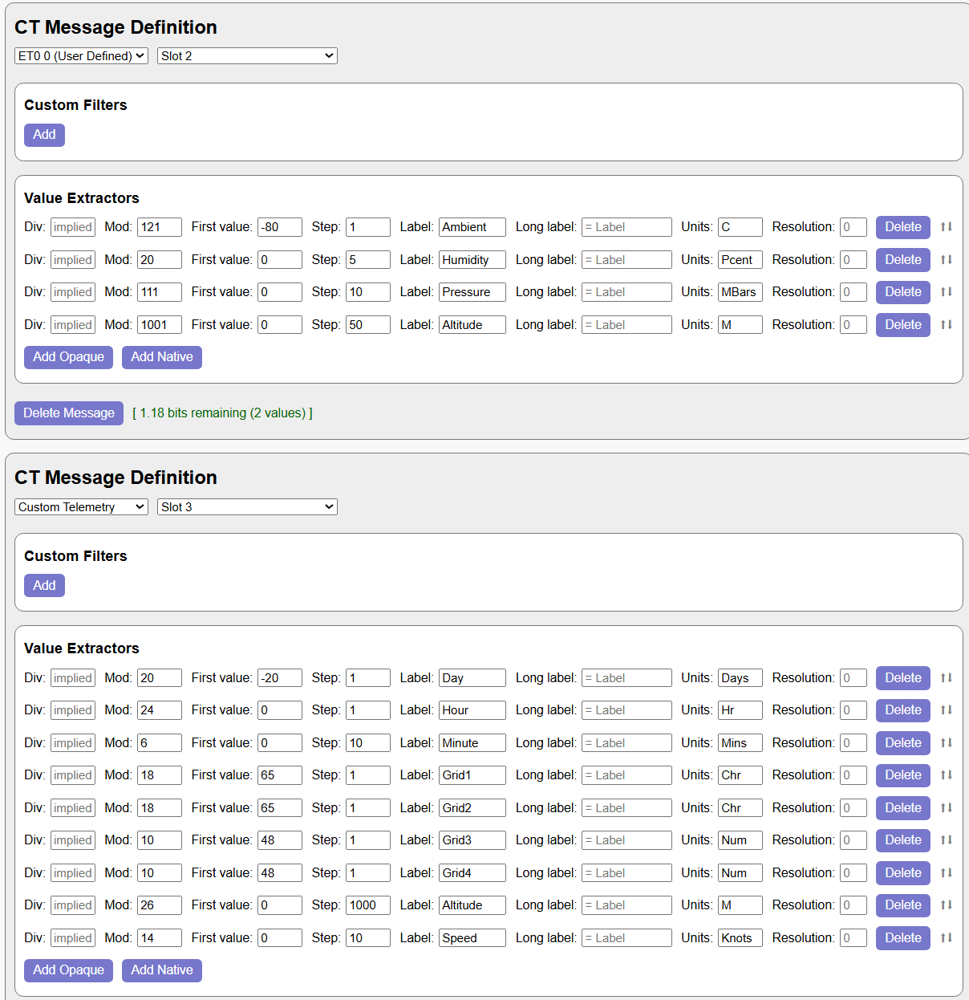 CT Message Definition
ET0 0 (User Defined) Slot 2
Custom Filters
Add
Value Extractors
Div: implied Mod: 121 First value: -80 Step: 1 Label: Ambient Long label: = Label Units: C Resolution: 0 Delete ↑↓
Div: implied Mod: 20 First value: 0 Step: 5 Label: Humidity Long label: = Label Units: Pcent Resolution: 0 Delete ↑↓
Div: implied Mod: 111 First value: 0 Step: 10 Label: Pressure Long label: = Label Units: MBars Resolution: 0 Delete ↑↓
Div: implied Mod: 1001 First value: 0 Step: 50 Label: Altitude Long label: = Label Units: M Resolution: 0 Delete ↑↓
Add Opaque Add Native
Delete Message [ 1.18 bits remaining (2 values) ]
CT Message Definition
Custom Telemetry Slot 3
Custom Filters
Add
Value Extractors
Div: implied Mod: 20 First value: -20 Step: 1 Label: Day Long label: = Label Units: Days Resolution: 0 Delete ↑↓
Div: implied Mod: 24 First value: 0 Step: 1 Label: Hour Long label: = Label Units: Hr Resolution: 0 Delete ↑↓
Div: implied Mod: 6 First value: 0 Step: 10 Label: Minute Long label: = Label Units: Mins Resolution: 0 Delete ↑↓
Div: implied Mod: 18 First value: 65 Step: 1 Label: Grid1 Long label: = Label Units: Chr Resolution: 0 Delete ↑↓
Div: implied Mod: 18 First value: 65 Step: 1 Label: Grid2 Long label: = Label Units: Chr Resolution: 0 Delete ↑↓
Div: implied Mod: 10 First value: 48 Step: 1 Label: Grid3 Long label: = Label Units: Num Resolution: 0 Delete ↑↓
Div: implied Mod: 10 First value: 48 Step: 1 Label: Grid4 Long label: = Label Units: Num Resolution: 0 Delete ↑↓
Div: implied Mod: 26 First value: 0 Step: 1000 Label: Altitude Long label: = Label Units: M Resolution: 0 Delete ↑↓
Div: implied Mod: 14 First value: 0 Step: 10 Label: Speed Long label: = Label Units: Knots Resolution: 0 Delete ↑↓
Add Opaque Add Native